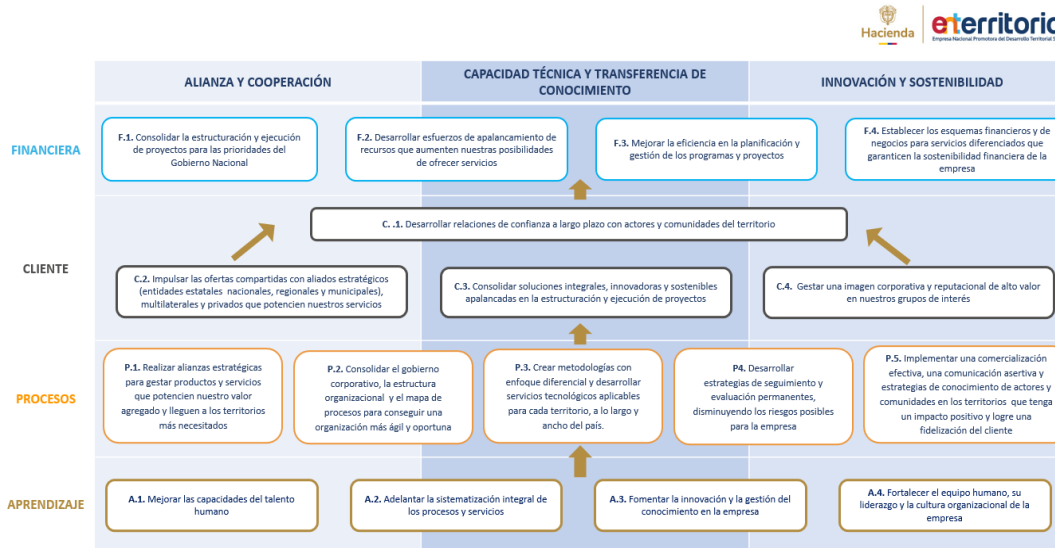 Hacienda
enterritorio
Empresa Nacional Promotora del Desarrollo Territorial
ALIANZA Y COOPERACIÓN
CAPACIDAD TÉCNICA Y TRANSFERENCIA DE
CONOCIMIENTO
INNOVACIÓN Y SOSTENIBILIDAD
FINANCIERA
F.1. Consolidar la estructuración y ejecución
de proyectos para las prioridades del
Gobierno Nacional
F.2. Desarrollar esfuerzos de apalancamiento de
recursos que aumenten nuestras posibilidades
de ofrecer servicios
F.3. Mejorar la eficiencia en la planificación y
gestión de los programas y proyectos
F.4. Establecer los esquemas financieros y de
negocios para servicios diferenciados que
garanticen la sostenibilidad financiera de la
empresa
CLIENTE
C. .1. Desarrollar relaciones de confianza a largo plazo con actores y comunidades del territorio
C.2. Impulsar las ofertas compartidas con aliados estratégicos
(entidades estatales nacionales, regionales y municipales),
multilaterales y privados que potencien nuestros servicios
C.3. Consolidar soluciones integrales, innovadoras y sostenibles
apalancadas en la estructuración y ejecución de proyectos
C.4. Gestar una imagen corporativa y reputacional de alto valor
en nuestros grupos de interés
PROCESOS
P.1. Realizar alianzas estratégicas
para gestar productos y servicios
que potencien nuestro valor
agregado y lleguen a los territorios
más necesitados
P.2. Consolidar el gobierno
corporativo, la estructura
organizacional y el mapa de
procesos para conseguir una
organización más ágil y oportuna
P.3. Crear metodologías con
enfoque diferencial y desarrollar
servicios tecnológicos aplicables
para cada territorio, a lo largo y
ancho del país.
P4. Desarrollar
estrategias de seguimiento y
evaluación permanentes,
disminuyendo los riesgos posibles
para la empresa
P.5. Implementar una comercialización
efectiva, una comunicación asertiva y
estrategias de conocimiento de actores y
comunidades en los territorios que tenga
un impacto positivo y logre una
fidelización del cliente
APRENDIZAJE
A.1. Mejorar las capacidades del talento
humano
A.2. Adelantar la sistematización integral de
los procesos y servicios
A.3. Fomentar la innovación y la gestión del
conocimiento en la empresa
A.4. Fortalecer el equipo humano, su
liderazgo y la cultura organizacional de la
empresa